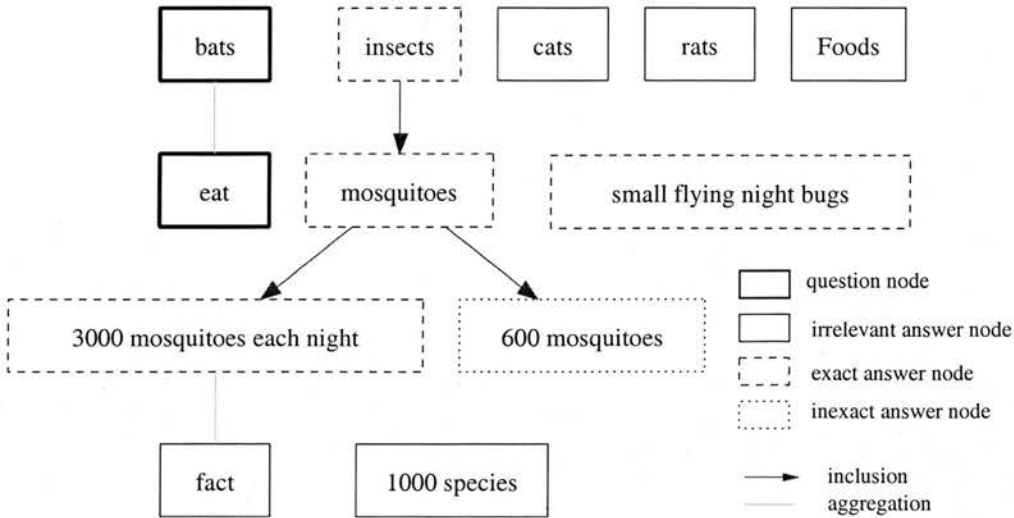 bats
insects
cats
rats
Foods
eat
mosquitoes
small flying night bugs
3000 mosquitoes each night
600 mosquitoes
fact
1000 species
question node
irrelevant answer node
exact answer node
inexact answer node
inclusion
aggregation